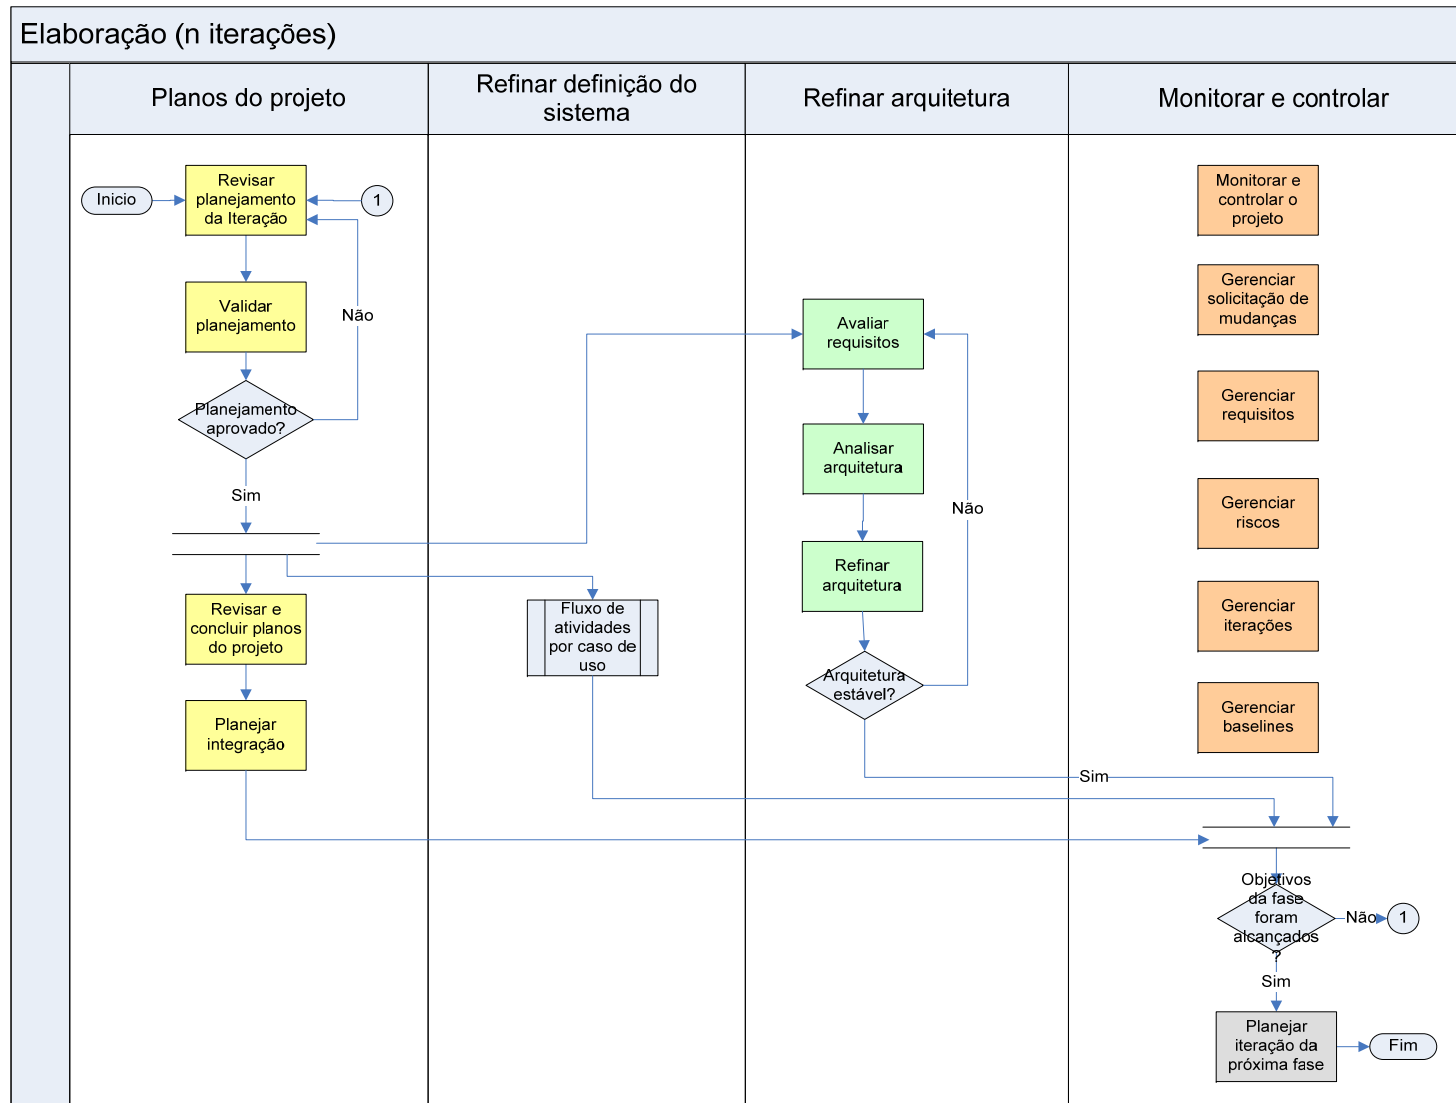 Elaboração (n iterações)
Planos do projeto
Refinar definição do
sistema
Refinar arquitetura
Monitorar e controlar
Inicio
Revisar
planejamento
da Iteração
1
Validar
planejamento
Não
Planejamento
aprovado?
Sim
Revisar e
concluir planos
do projeto
Planejar
integração
Fluxo de
atividades
por caso de
uso
Avaliar
requisitos
Analisar
arquitetura
Não
Refinar
arquitetura
Arquitetura
estável?
Sim
Monitorar e
controlar o
projeto
Gerenciar
solicitação de
mudanças
Gerenciar
requisitos
Gerenciar
riscos
Gerenciar
iterações
Gerenciar
baselines
Objetivos
da fase
foram
alcançados
?
Não
1
Sim
Planejar
iteração da
próxima fase
Fim